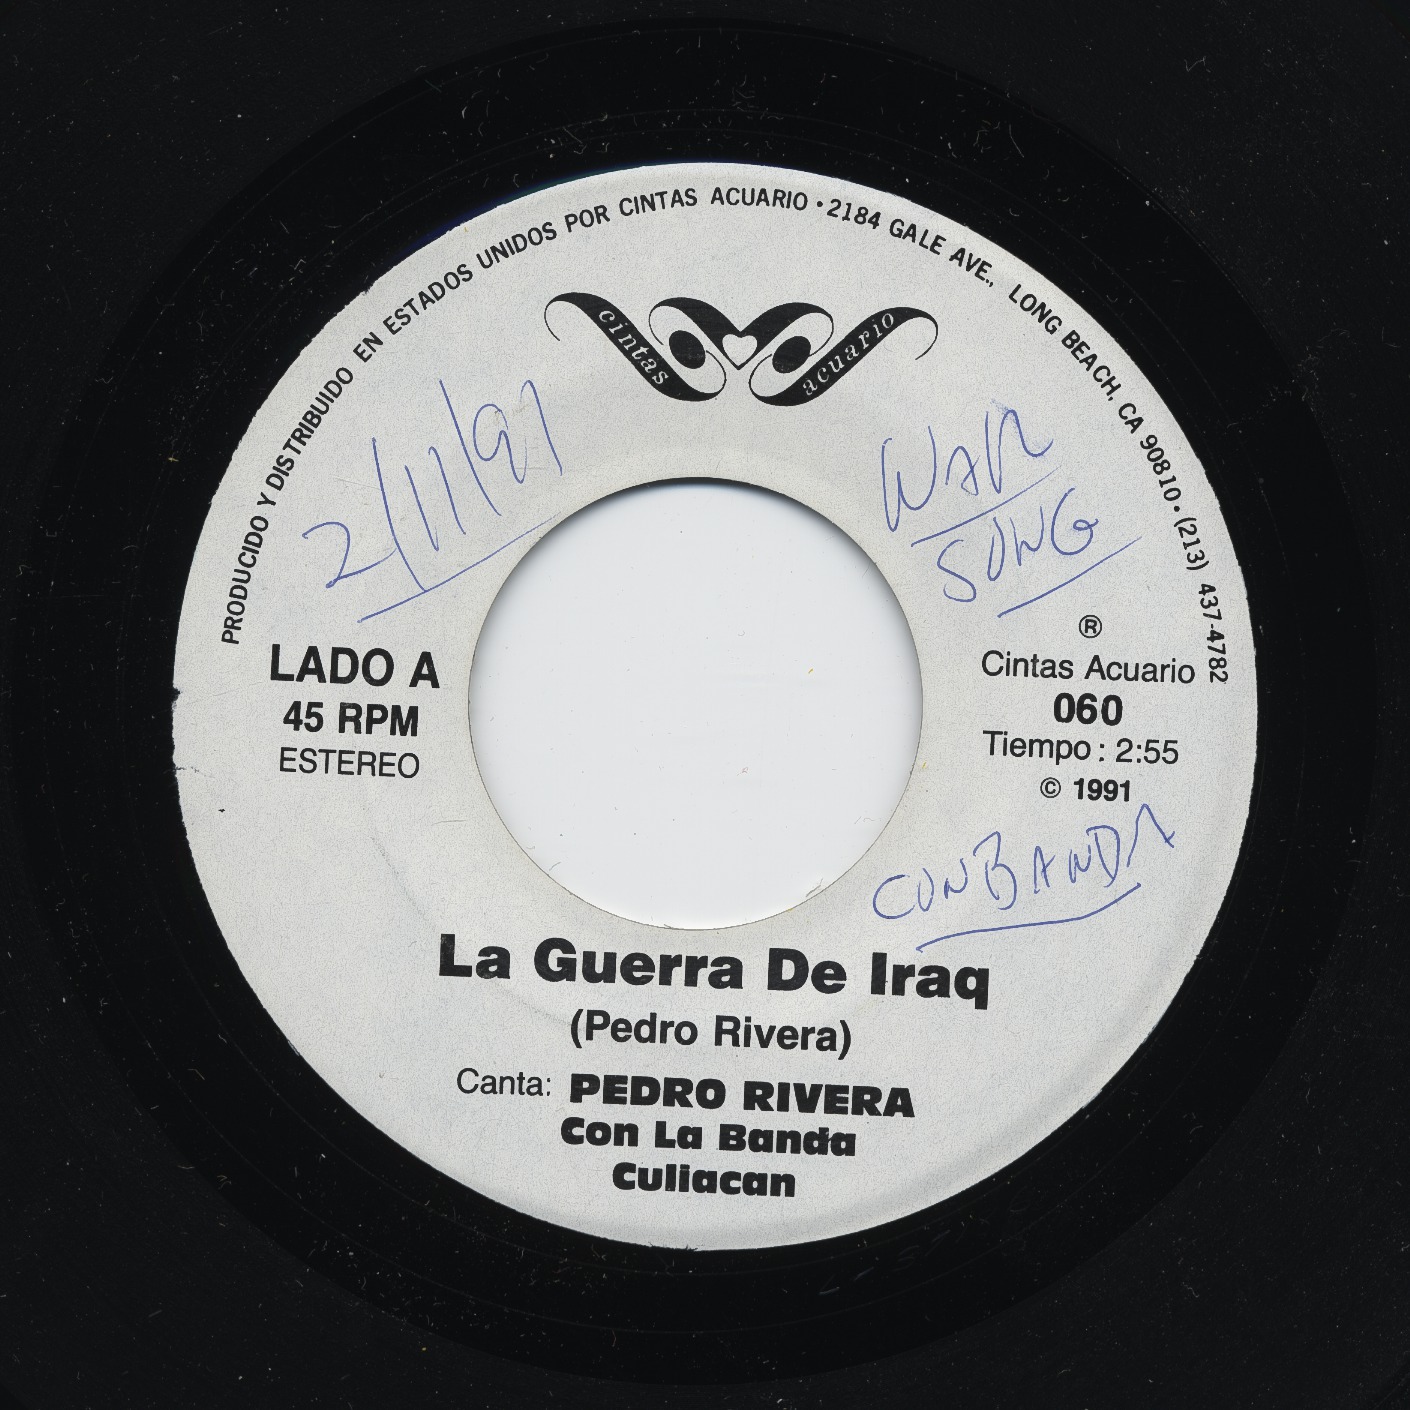 PRODUCIDO Y DISTRIBUIDO EN ESTADOS UNIDOS POR CINTAS ACUARIO • 2184 GALE AVE., LONG BEACH, CA 90810 • (213) 437-4782
cintas acuario
2/11/91
WAR
SONG
LADO A
45 RPM
ESTEREO
®
Cintas Acuario
060
Tiempo: 2:55
© 1991
CON BANDA
La Guerra De Iraq
(Pedro Rivera)
Canta: PEDRO RIVERA
Con La Banda
Culiacan